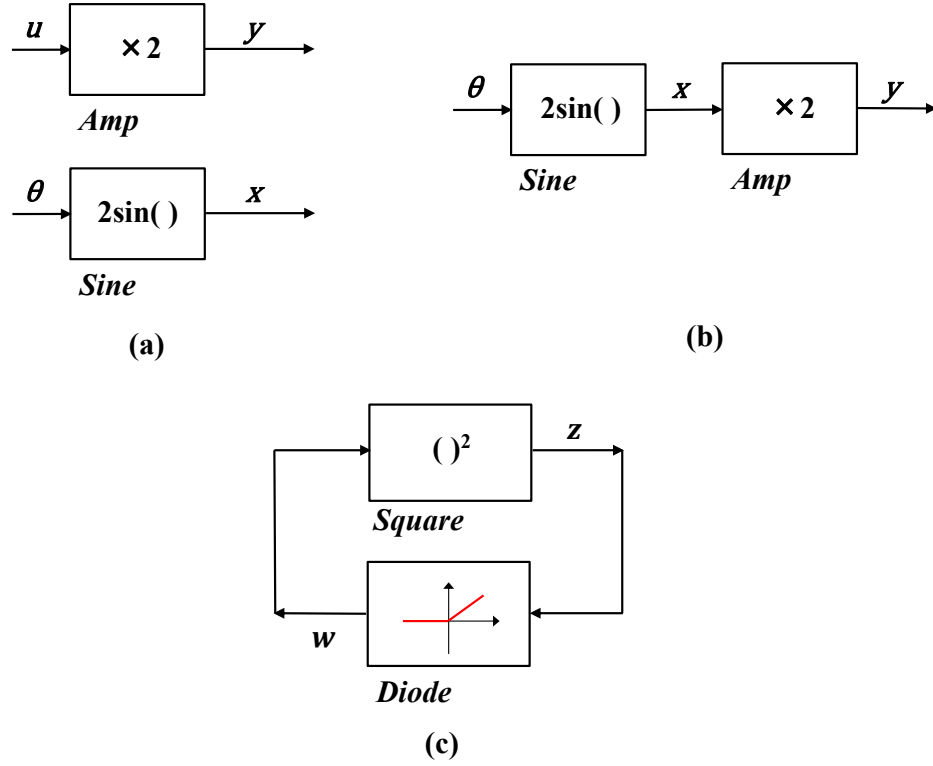 u
× 2
y
Amp
θ
2sin( )
x
Sine
(a)
θ
2sin( )
x
× 2
y
Sine
Amp
(b)
( )²
z
Square
w
Diode
(c)